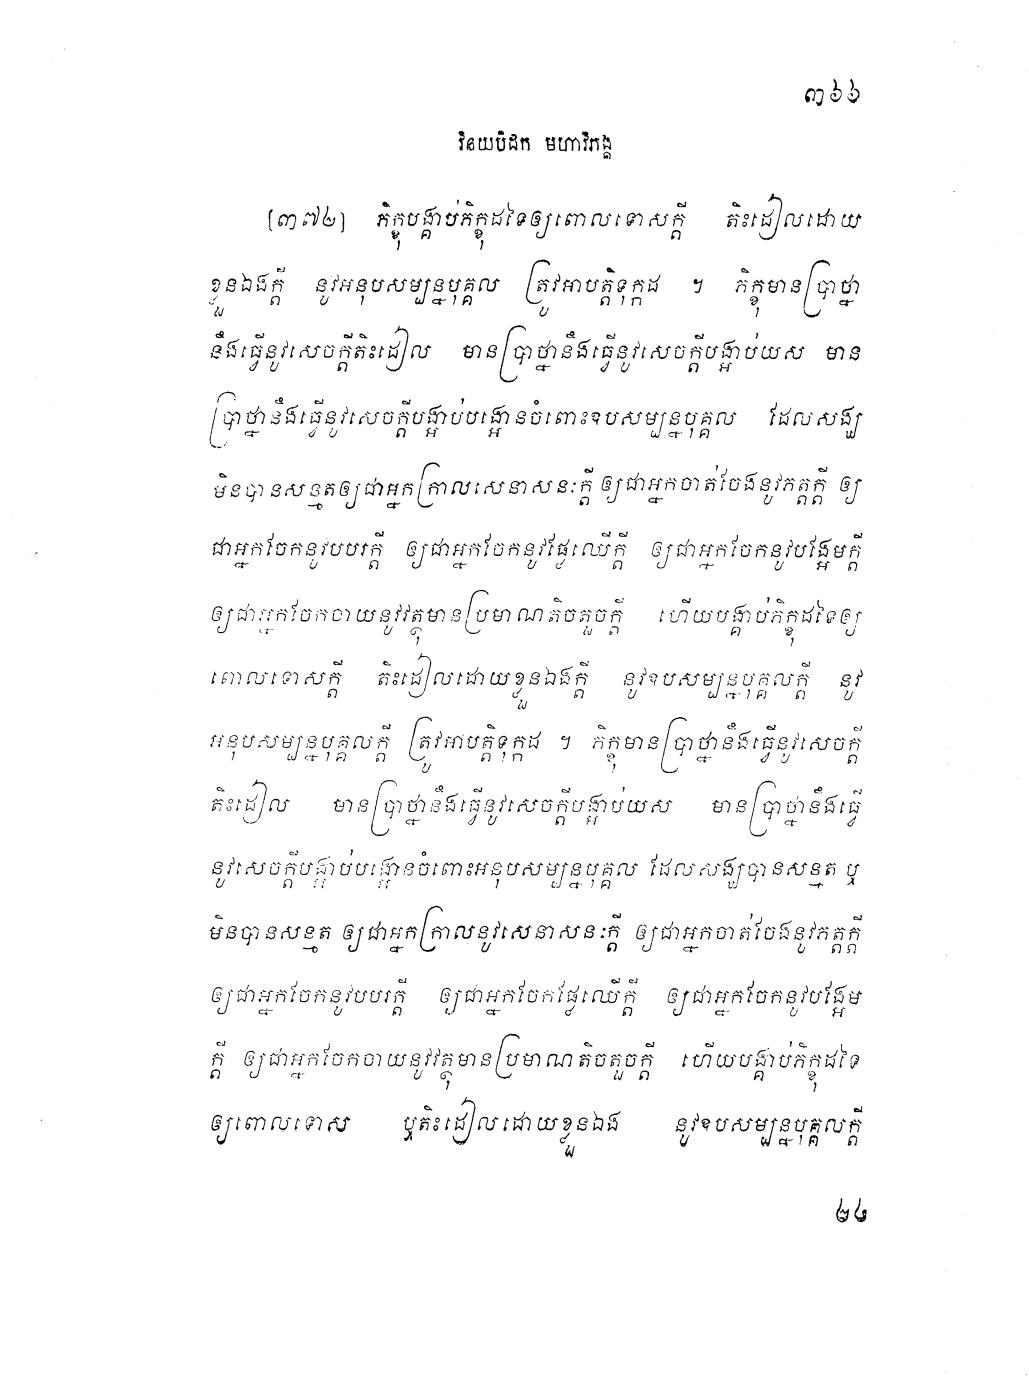 ៣៦៦
វិនយបិដក មហាវិភង្គ
[៣៧២] ភិក្ខុបង្គាប់ភិក្ខុដទៃឲ្យពោលទោសក្តី តិះដៀលដោយ
ខ្លួនឯងក្តី នូវអនុបសម្បន្នបុគ្គល ត្រូវអាបត្តិទុក្កដ ។ ភិក្ខុមានប្រាថ្នា
នឹងធ្វើនូវសេចក្តីតិះដៀល មានប្រាថ្នានឹងធ្វើនូវសេចក្តីបង្អាប់យស មាន
ប្រាថ្នានឹងធ្វើនូវសេចក្តីបង្អាប់បង្អោនចំពោះឧបសម្បន្នបុគ្គល ដែលសង្ឃ
មិនបានសន្មតឲ្យជាអ្នកក្រាលសេនាសនៈក្តី ឲ្យជាអ្នកចាត់ចែងនូវភត្តក្តី ឲ្យ
ជាអ្នកចែកនូវបបរក្តី ឲ្យជាអ្នកចែកនូវផ្លែឈើក្តី ឲ្យជាអ្នកចែកនូវបង្អែមក្តី
ឲ្យជាអ្នកចែកចាយនូវវត្ថុមានប្រមាណតិចតួចក្តី ហើយបង្គាប់ភិក្ខុដទៃឲ្យ
ពោលទោសក្តី តិះដៀលដោយខ្លួនឯងក្តី នូវឧបសម្បន្នបុគ្គលក្តី នូវ
អនុបសម្បន្នបុគ្គលក្តី ត្រូវអាបត្តិទុក្កដ ។ ភិក្ខុមានប្រាថ្នានឹងធ្វើនូវសេចក្តី
តិះដៀល មានប្រាថ្នានឹងធ្វើនូវសេចក្តីបង្អាប់យស មានប្រាថ្នានឹងធ្វើ
នូវសេចក្តីបង្អាប់បង្អោនចំពោះអនុបសម្បន្នបុគ្គល ដែលសង្ឃបានសន្មត ឬ
មិនបានសន្មត ឲ្យជាអ្នកក្រាលនូវសេនាសនៈក្តី ឲ្យជាអ្នកចាត់ចែងនូវភត្តក្តី
ឲ្យជាអ្នកចែកនូវបបរក្តី ឲ្យជាអ្នកចែកផ្លែឈើក្តី ឲ្យជាអ្នកចែកនូវបង្អែម
ក្តី ឲ្យជាអ្នកចែកចាយនូវវត្ថុមានប្រមាណតិចតួចក្តី ហើយបង្គាប់ភិក្ខុដទៃ
ឲ្យពោលទោស ឬតិះដៀលដោយខ្លួនឯង នូវឧបសម្បន្នបុគ្គលក្តី